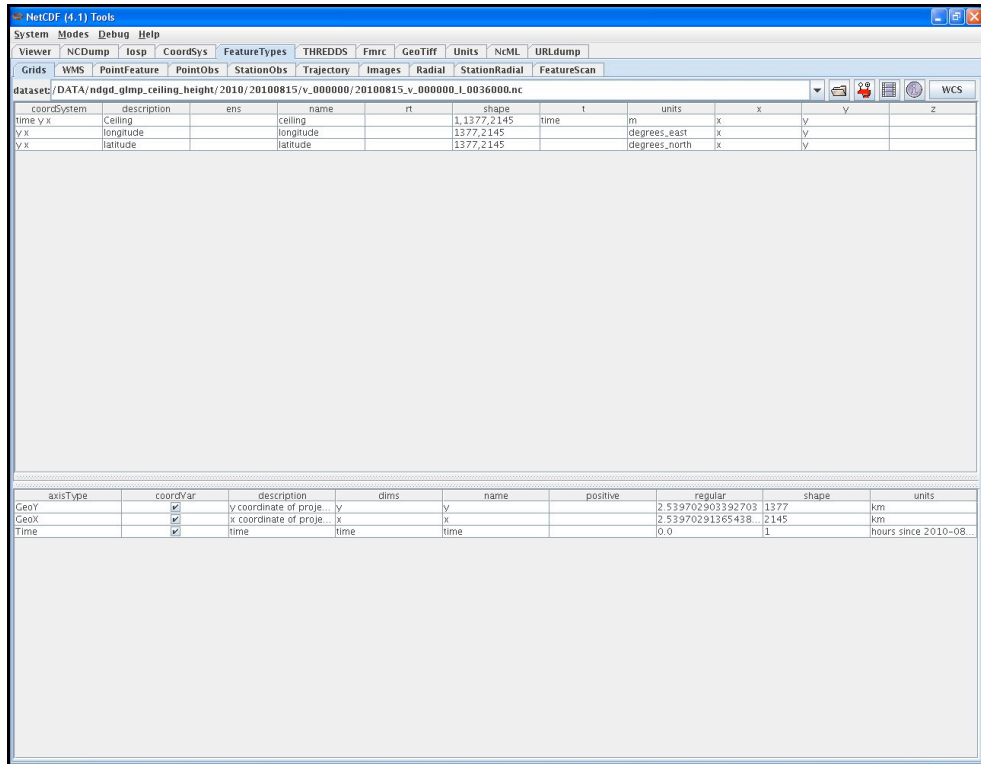 NetCDF (4.1) Tools
System Modes Debug Help
Viewer NCDump Iosp CoordSys FeatureTypes THREDDS Fmrc GeoTiff Units NcML URLdump
Grids WMS PointFeature PointObs StationObs Trajectory Images Radial StationRadial FeatureScan
dataset: /DATA/ndgd_glmp_ceiling_height/2010/20100815/v_000000/20100815_v_000000_l_0036000.nc WCS
coordSystem description ens name rt shape t units x y z
time y x Ceiling ceiling 1,1377,2145 time m x y
y x longitude longitude 1377,2145 degrees_east x y
y x latitude latitude 1377,2145 degrees_north x y
axisType coordVar description dims name positive regular shape units
GeoY y coordinate of proje... y y 2.539702903392703 1377 km
GeoX x coordinate of proje... x x 2.53970291365438... 2145 km
Time time time time 0.0 1 hours since 2010-08...